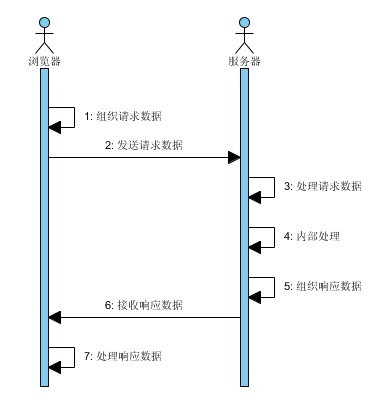 浏览器
服务器
1: 组织请求数据
2: 发送请求数据
3: 处理请求数据
4: 内部处理
5: 组织响应数据
6: 接收响应数据
7: 处理响应数据